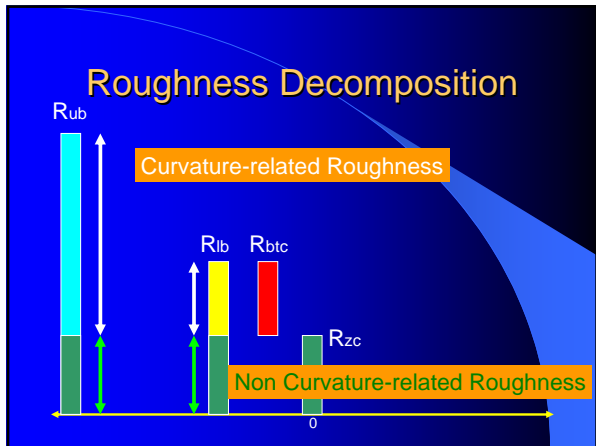 Roughness Decomposition
Rub
Curvature-related Roughness
Rlb Rbtc
Rzc
Non Curvature-related Roughness
0